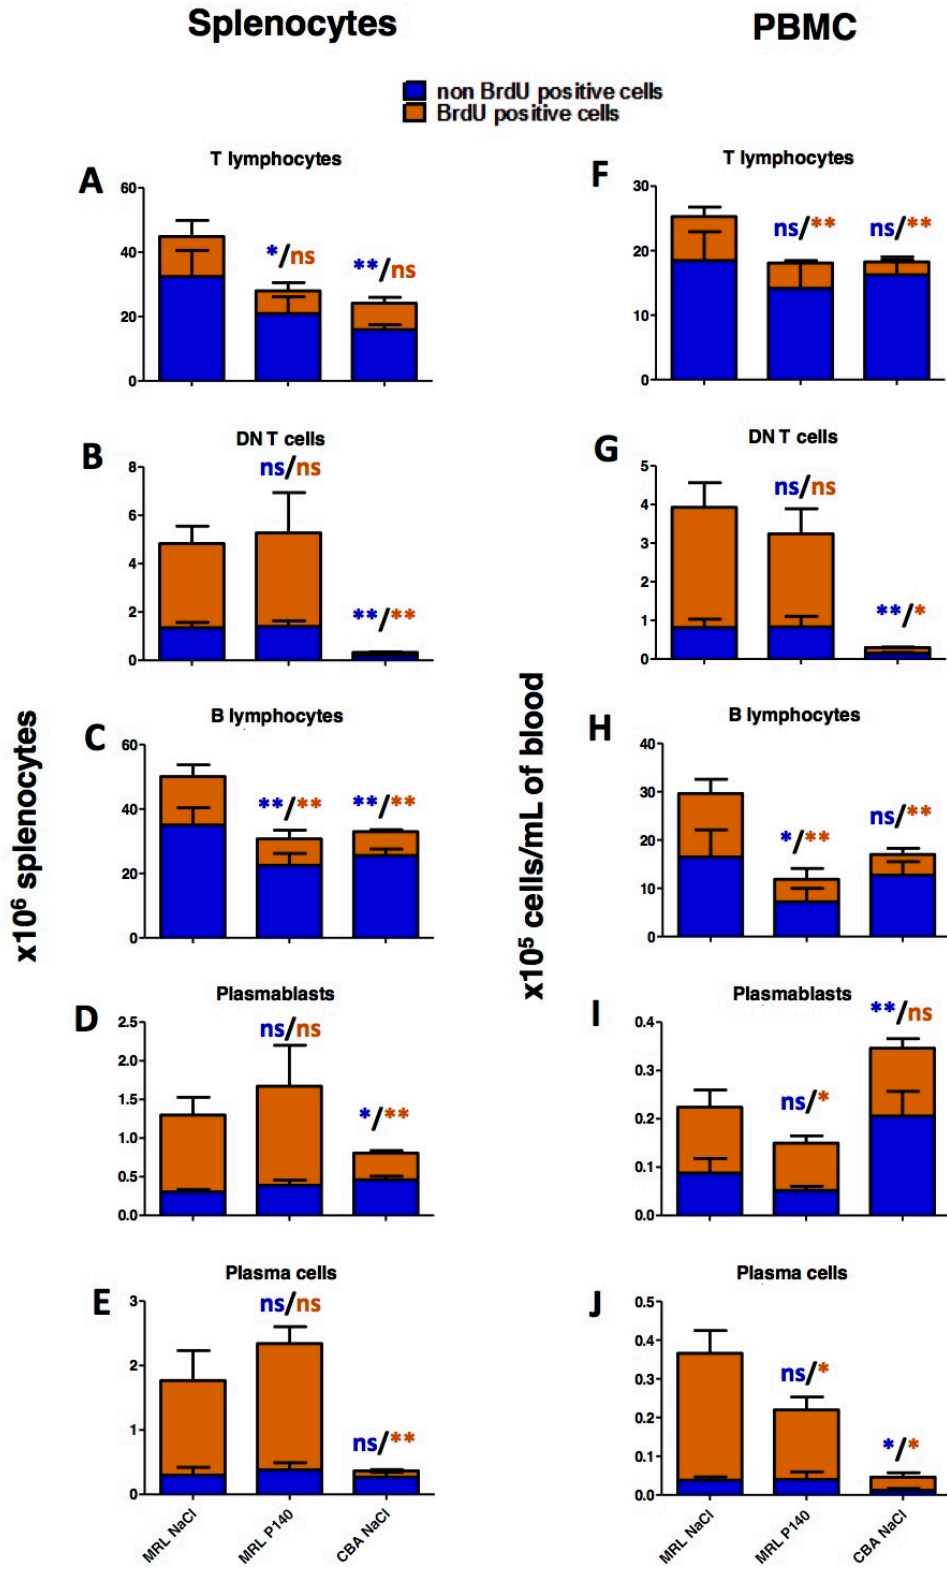 Splenocytes
PBMC
non BrdU positive cells
BrdU positive cells
A
T lymphocytes
60
40
20
0
*/ns
**/ns
F
T lymphocytes
30
20
10
0
ns/**
ns/**
B
DN T cells
8
6
4
2
0
ns/ns
**/**
G
DN T cells
5
4
3
2
1
0
ns/ns
**/*
x10⁶ splenocytes
x10⁵ cells/mL of blood
C
B lymphocytes
60
40
20
0
**/**
**/**
H
B lymphocytes
40
30
20
10
0
*/**
ns/**
D
Plasmablasts
2.5
2.0
1.5
1.0
0.5
0.0
ns/ns
*/**
I
Plasmablasts
0.4
0.3
0.2
0.1
0.0
ns/*
**/ns
E
Plasma cells
3
2
1
0
ns/ns
ns/**
MRL NaCl
MRL P140
CBA NaCl
J
Plasma cells
0.5
0.4
0.3
0.2
0.1
0.0
ns/*
*/*
MRL NaCl
MRL P140
CBA NaCl